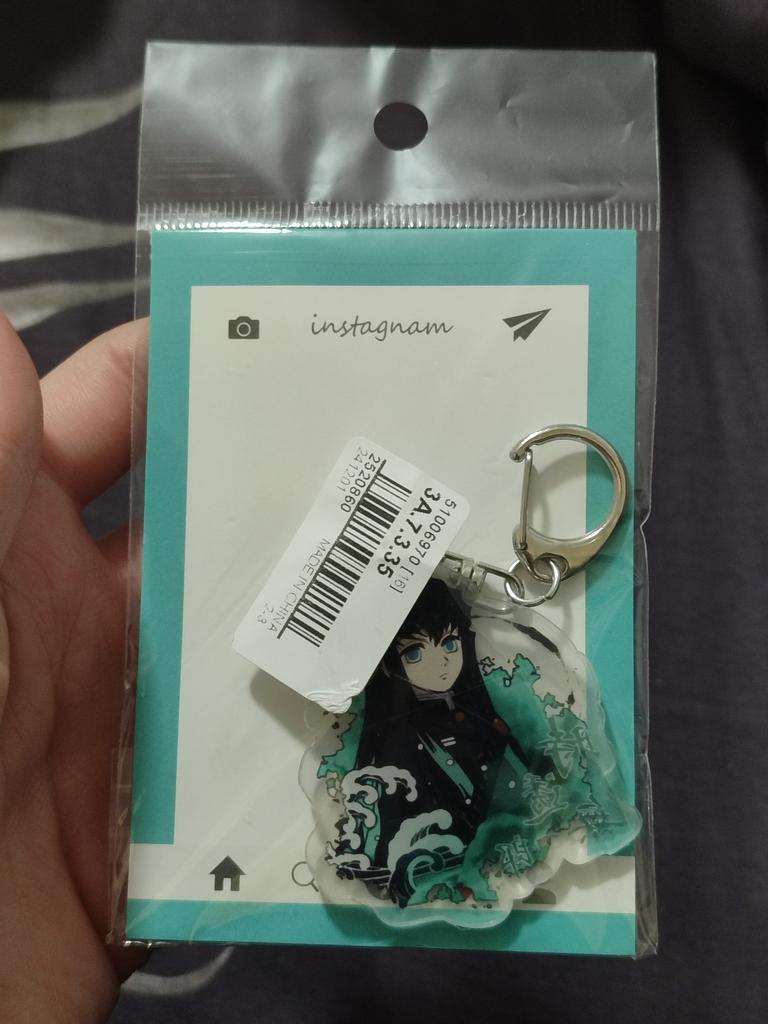 instagnam
51006970 [16]
3A.7.3.35
2520860
241201
MADE IN CHINA
2.3